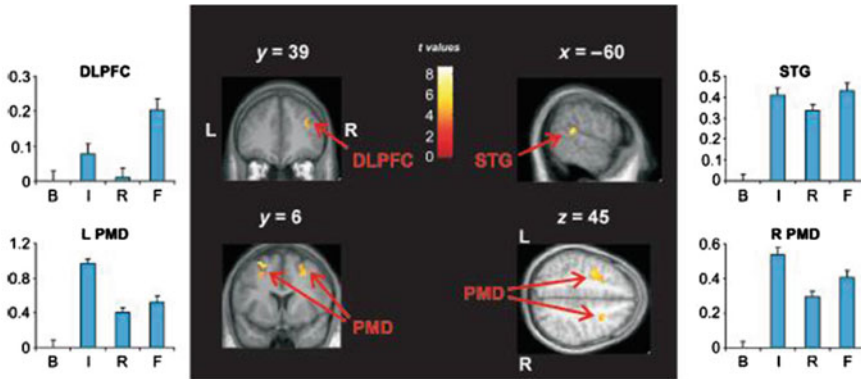 DLPFC
0.3
0.2
0.1
0
B I R F
L PMD
1.2
0.8
0.4
0
B I R F
y = 39
t values
8
6
4
2
0
L
R
DLPFC
x = –60
STG
y = 6
PMD
z = 45
L
PMD
R
STG
0.5
0.4
0.3
0.4
0.1
0
B I R F
R PMD
0.6
0.4
0.2
0
B I R F